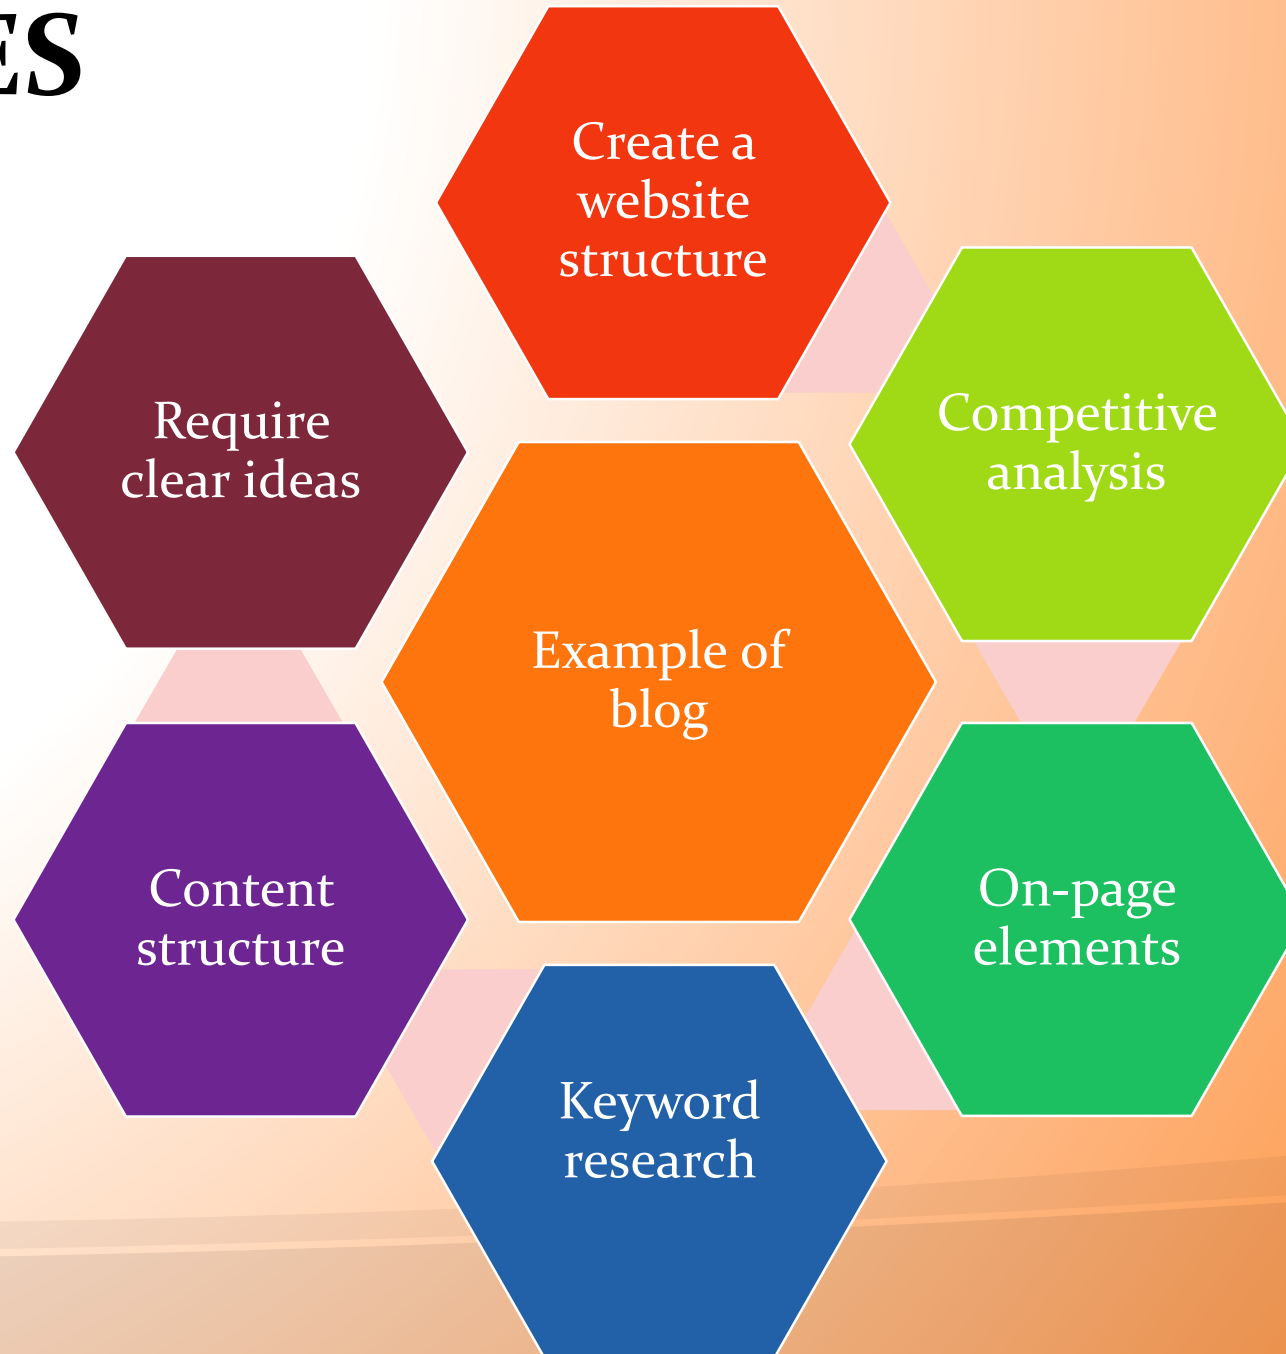 ES
Create a
website
structure
Competitive
analysis
Require
clear ideas
Example of
blog
On-page
elements
Content
structure
Keyword
research